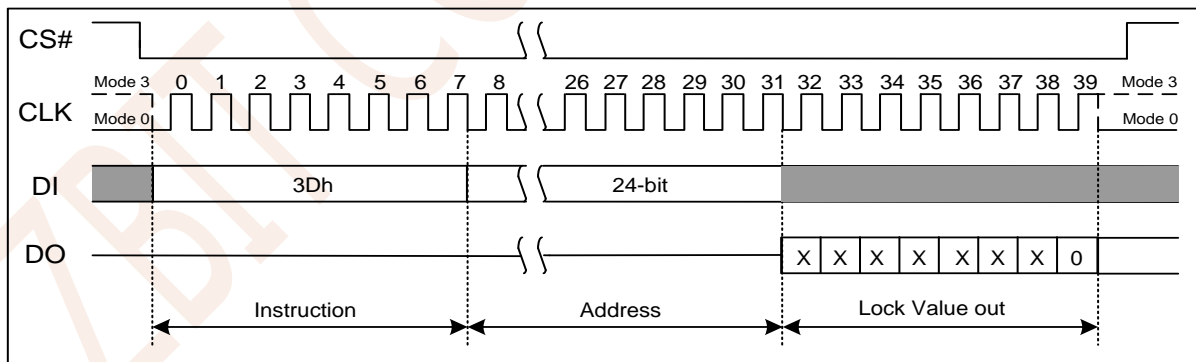 CS#
Mode 3 0 1 2 3 4 5 6 7 8 26 27 28 29 30 31 32 33 34 35 36 37 38 39 Mode 3
CLK
Mode 0 Mode 0
DI 3Dh 24-bit
DO X X X X X X X 0
Instruction Address Lock Value out
ZBIT